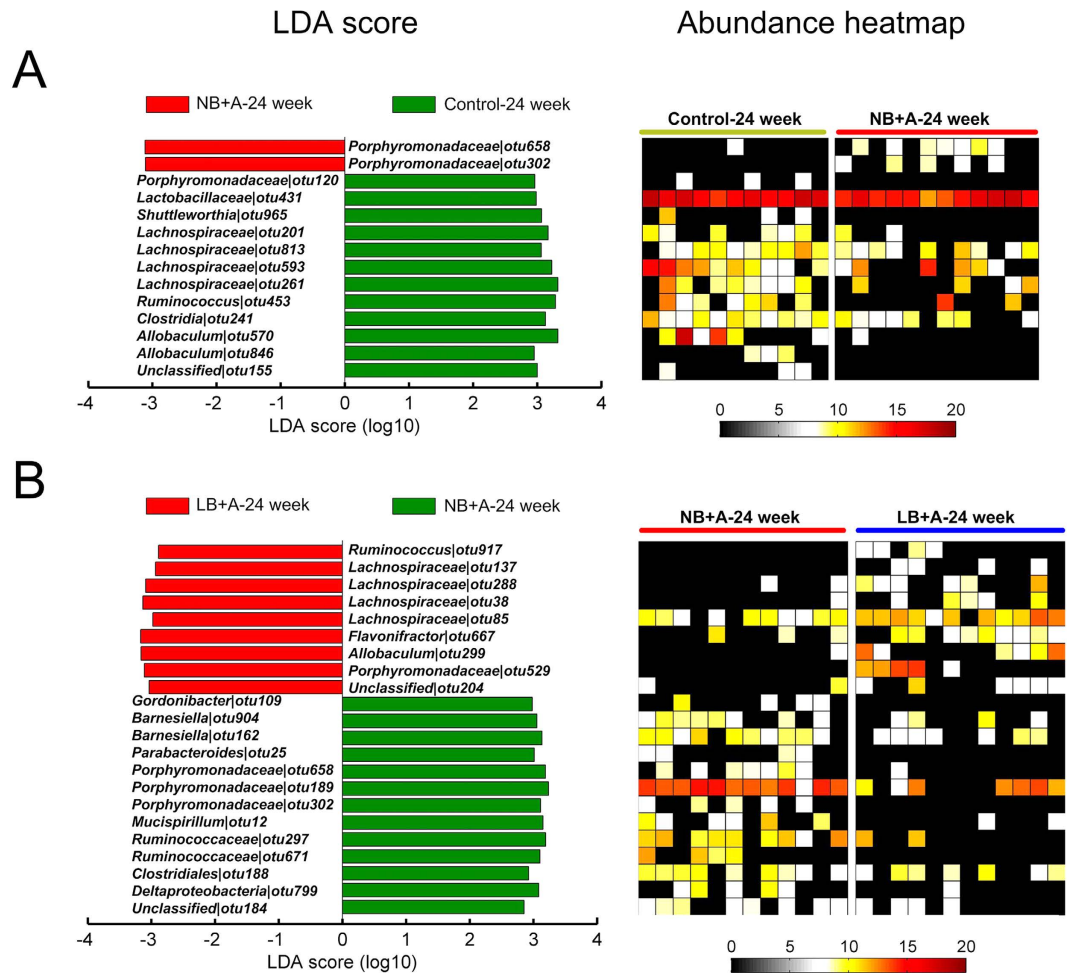 LDA score Abundance heatmap
A
NB+A-24 week Control-24 week
Control-24 week NB+A-24 week
Porphyromonadaceae|otu658
Porphyromonadaceae|otu302
Porphyromonadaceae|otu120
Lactobacillaceae|otu431
Shuttleworthia|otu965
Lachnospiraceae|otu201
Lachnospiraceae|otu813
Lachnospiraceae|otu593
Lachnospiraceae|otu261
Ruminococcus|otu453
Clostridia|otu241
Allobaculum|otu570
Allobaculum|otu846
Unclassified|otu155
-4 -3 -2 -1 0 1 2 3 4
LDA score (log10)
0 5 10 15 20
B
LB+A-24 week NB+A-24 week
NB+A-24 week LB+A-24 week
Ruminococcus|otu917
Lachnospiraceae|otu137
Lachnospiraceae|otu288
Lachnospiraceae|otu38
Lachnospiraceae|otu85
Flavonifractor|otu667
Allobaculum|otu299
Porphyromonadaceae|otu529
Unclassified|otu204
Gordonibacter|otu109
Barnesiella|otu904
Barnesiella|otu162
Parabacteroides|otu25
Porphyromonadaceae|otu658
Porphyromonadaceae|otu189
Porphyromonadaceae|otu302
Mucispirillum|otu12
Ruminococcaceae|otu297
Ruminococcaceae|otu671
Clostridiales|otu188
Deltaproteobacteria|otu799
Unclassified|otu184
-4 -3 -2 -1 0 1 2 3 4
LDA score (log10)
0 5 10 15 20